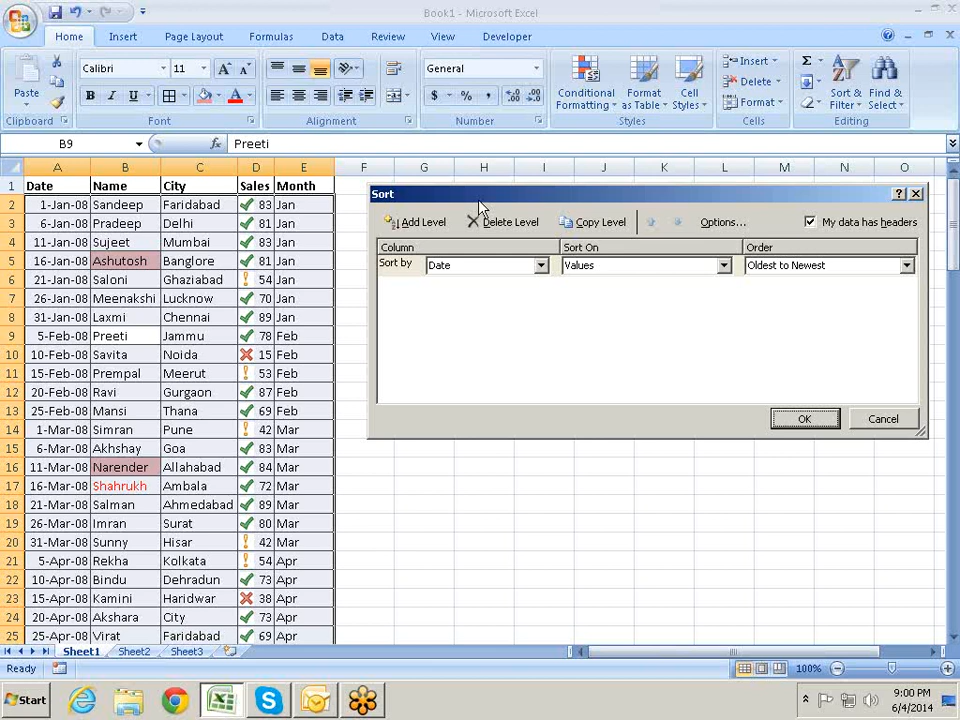 Book1 - Microsoft Excel
Home Insert Page Layout Formulas Data Review View Developer
Paste
Calibri 11
B I U
General
$ % ,
Conditional Formatting
Format as Table
Cell Styles
Insert
Delete
Format
Sort & Filter
Find & Select
Clipboard Font Alignment Number Styles Cells Editing
B9 fx Preeti
A B C D E F G H I J K L M N O
1 Date Name City Sales Month
2 1-Jan-08 Sandeep Faridabad 83 Jan
3 6-Jan-08 Pradeep Delhi 81 Jan
4 11-Jan-08 Sujeet Mumbai 83 Jan
5 16-Jan-08 Ashutosh Banglore 81 Jan
6 21-Jan-08 Saloni Ghaziabad 54 Jan
7 26-Jan-08 Meenakshi Lucknow 70 Jan
8 31-Jan-08 Laxmi Chennai 89 Jan
9 5-Feb-08 Preeti Jammu 78 Feb
10 10-Feb-08 Savita Noida 15 Feb
11 15-Feb-08 Prempal Meerut 53 Feb
12 20-Feb-08 Ravi Gurgaon 87 Feb
13 25-Feb-08 Mansi Thana 69 Feb
14 1-Mar-08 Simran Pune 42 Mar
15 6-Mar-08 Akhshay Goa 83 Mar
16 11-Mar-08 Narender Allahabad 84 Mar
17 16-Mar-08 Shahrukh Ambala 72 Mar
18 21-Mar-08 Salman Ahmedabad 89 Mar
19 26-Mar-08 Imran Surat 80 Mar
20 31-Mar-08 Sunny Hisar 42 Mar
21 5-Apr-08 Rekha Kolkata 54 Apr
22 10-Apr-08 Bindu Dehradun 73 Apr
23 15-Apr-08 Kamini Haridwar 38 Apr
24 20-Apr-08 Akshara City 73 Apr
25 25-Apr-08 Virat Faridabad 69 Apr
Sort
Add Level Delete Level Copy Level Options... My data has headers
Column Sort On Order
Sort by Date Values Oldest to Newest
OK Cancel
Sheet1 Sheet2 Sheet3
Ready 100%
Start
9:00 PM
6/4/2014